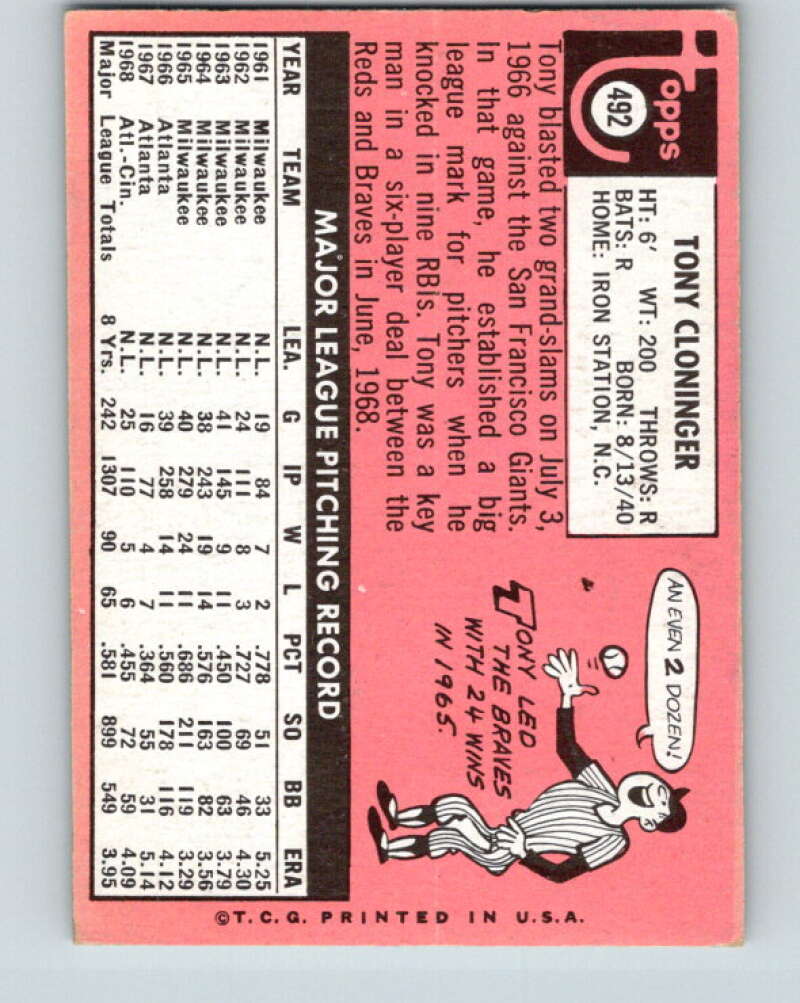 Topps
492
TONY CLONINGER
HT: 6' WT: 200 THROWS: R
BATS: R BORN: 8/13/40
HOME: IRON STATION, N.C.
Tony blasted two grand-slams on July 3,
1966 against the San Francisco Giants.
In that game, he established a big
league mark for pitchers when he
knocked in nine RBIs. Tony was a key
man in a six-player deal between the
Reds and Braves in June, 1968.
AN EVEN 2 DOZEN!
TONY LED
THE BRAVES
WITH 24 WINS
IN 1965.
MAJOR LEAGUE PITCHING RECORD
YEAR TEAM LEA. G IP W L PCT SO BB ERA
1961 Milwaukee N.L. 19 84 7 2 .778 51 33 5.25
1962 Milwaukee N.L. 24 111 8 3 .727 69 46 4.30
1963 Milwaukee N.L. 41 145 9 11 .450 100 63 3.79
1964 Milwaukee N.L. 38 243 19 14 .576 163 82 3.56
1965 Milwaukee N.L. 40 279 24 11 .686 211 119 3.29
1966 Atlanta N.L. 39 258 14 11 .560 178 116 4.12
1967 Atlanta N.L. 16 77 4 7 .364 55 31 5.14
1968 Atl.-Cin. N.L. 25 110 5 6 .455 72 59 4.09
Major League Totals 8 Yrs. 242 1307 90 65 .581 899 549 3.95
©T.C.G. PRINTED IN U.S.A.